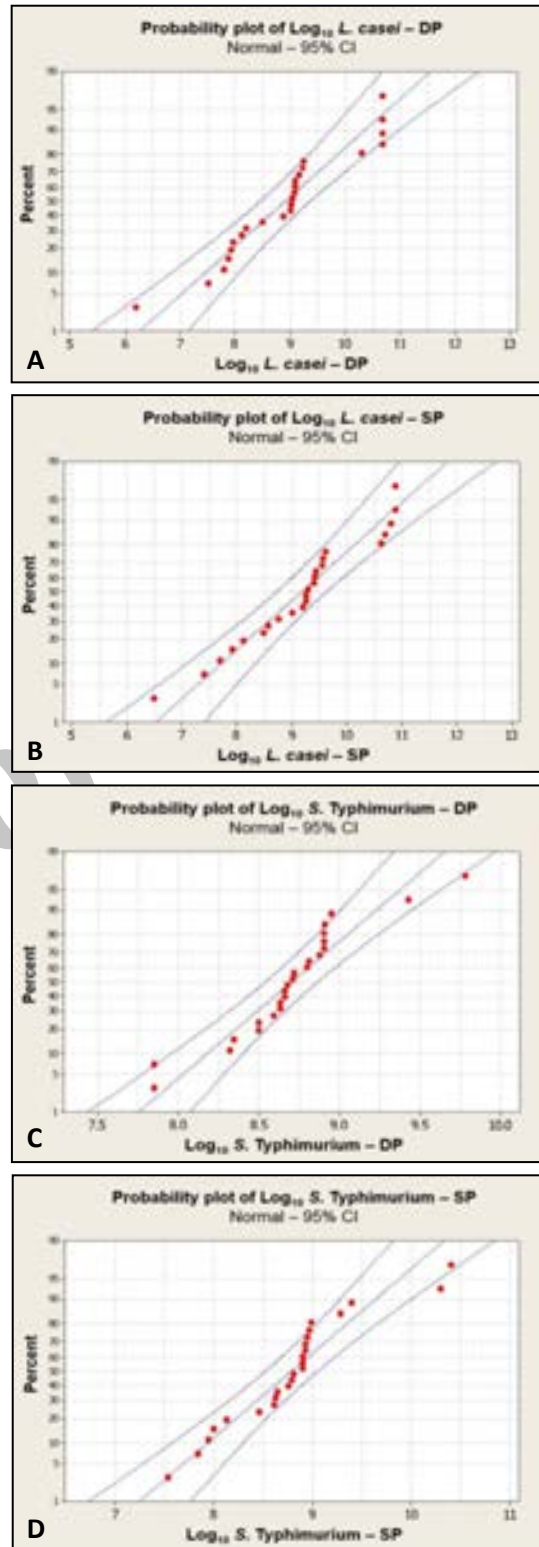 Probability plot of Log₁₀ L. casei – DP
Normal – 95% CI
Percent
99
95
90
80
70
60
50
40
30
20
10
5
1
5 6 7 8 9 10 11 12 13
Log₁₀ L. casei – DP
A
Probability plot of Log₁₀ L. casei – SP
Normal – 95% CI
Percent
99
95
90
80
70
60
50
40
30
20
10
5
1
5 6 7 8 9 10 11 12 13
Log₁₀ L. casei – SP
B
Probability plot of Log₁₀ S. Typhimurium – DP
Normal – 95% CI
Percent
99
95
90
80
70
60
50
40
30
20
10
5
1
7.5 8.0 8.5 9.0 9.5 10.0
Log₁₀ S. Typhimurium – DP
C
Probability plot of Log₁₀ S. Typhimurium – SP
Normal – 95% CI
Percent
99
95
90
80
70
60
50
40
30
20
10
5
1
7 8 9 10 11
Log₁₀ S. Typhimurium – SP
D